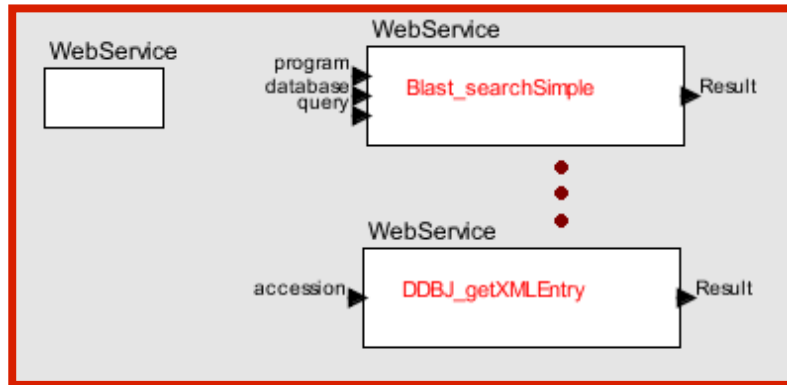 WebService
WebService
program
database
query
Blast_searchSimple
Result
WebService
accession
DDBJ_getXMLEntry
Result